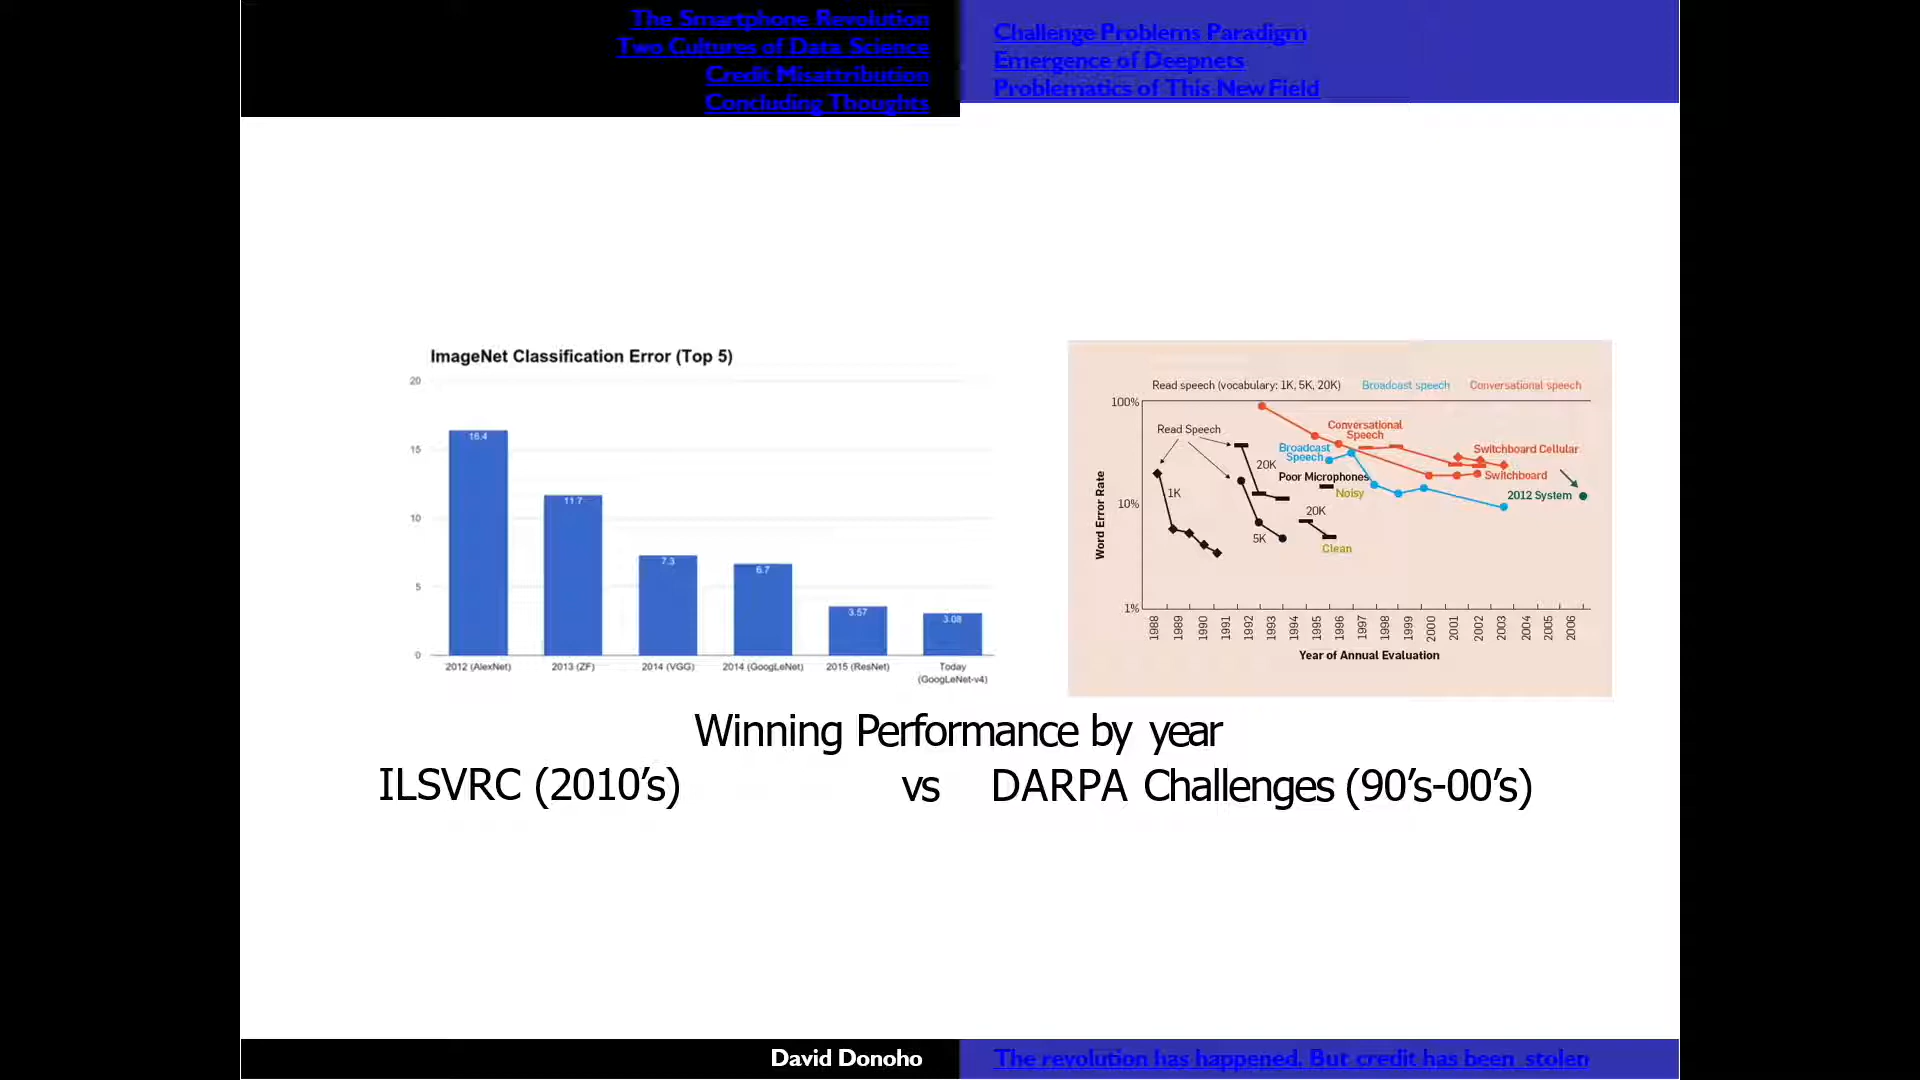 The Smartphone Revolution
Two Cultures of Data Science
Credit Misattribution
Concluding Thoughts
Challenge Problems Paradigm
Emergence of Deepnets
Problematics of This New Field
ImageNet Classification Error (Top 5)
20
15
10
5
0
16.4
11.7
7.3
6.7
3.57
3.08
2012 (AlexNet)
2013 (ZF)
2014 (VGG)
2014 (GoogLeNet)
2015 (ResNet)
Today
(GoogLeNet-v4)
Read speech (vocabulary: 1K, 5K, 20K)
Broadcast speech
Conversational speech
100%
10%
1%
Word Error Rate
Read Speech
1K
20K
5K
Conversational
Speech
Broadcast
Speech
Poor Microphones
Noisy
20K
Clean
Switchboard Cellular
Switchboard
2012 System
1988
1989
1990
1991
1992
1993
1994
1995
1996
1997
1998
1999
2000
2001
2002
2003
2004
2005
2006
Year of Annual Evaluation
Winning Performance by year
ILSVRC (2010’s) vs DARPA Challenges (90’s-00’s)
David Donoho
The revolution has happened. But credit has been stolen